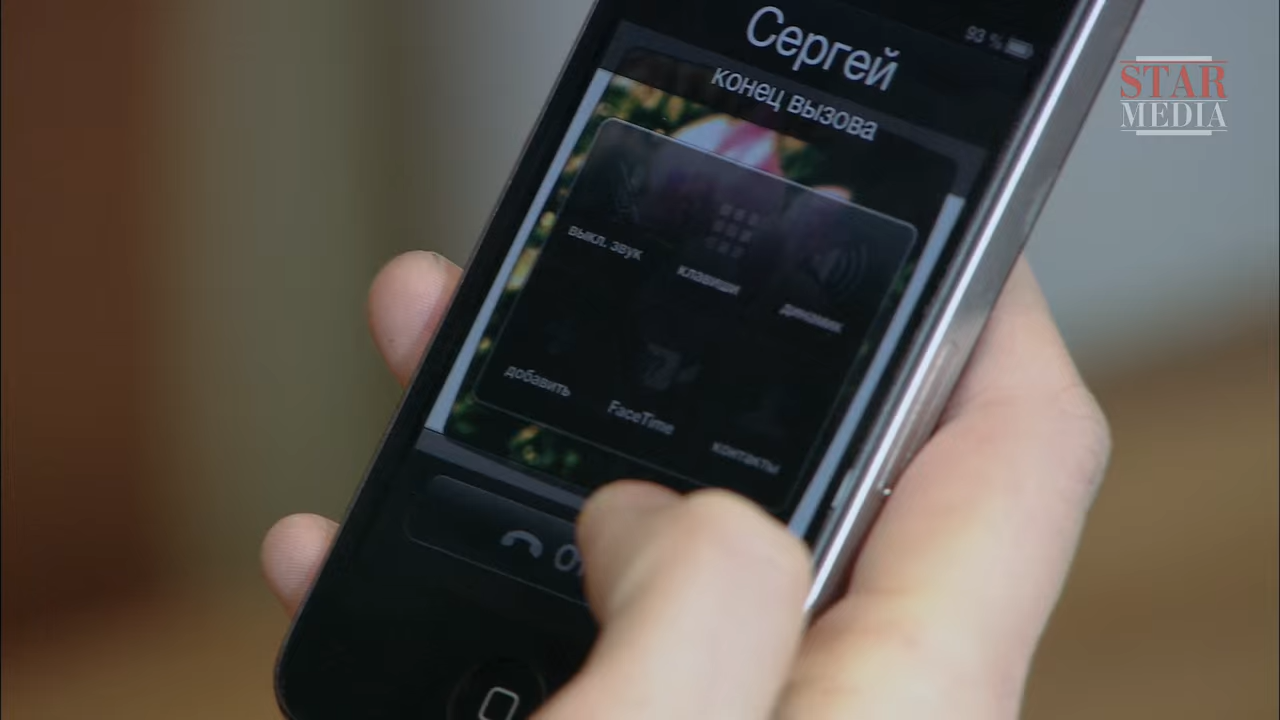 93 %
Сергей
конец вызова
STAR
MEDIA
выкл. звук
клавиши
динамик
добавить
FaceTime
контакты